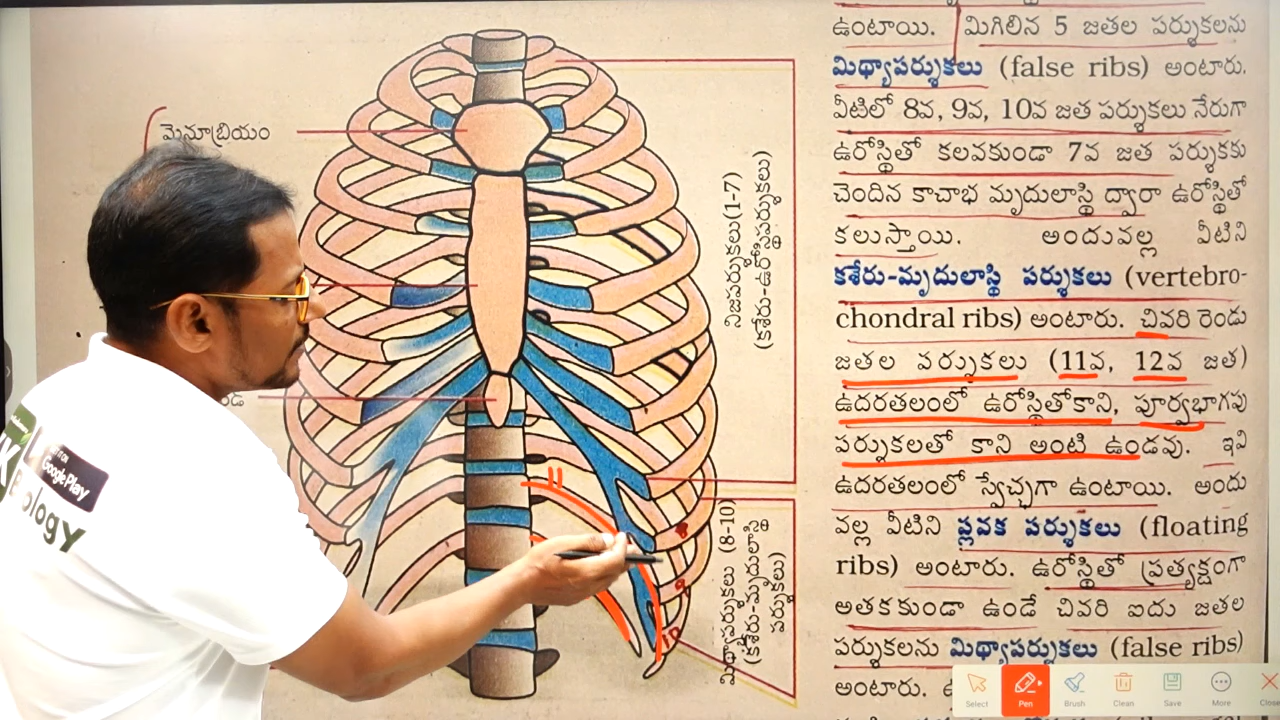 మెనూబ్రియం
నిజపర్శుకలు(1-7)
(కశేరు-ఉరోస్థిపర్శుకలు)
మిథ్యాపర్శుకలు (8-10)
(కశేరు-మృదులాస్థి
పర్శుకలు)
11
8
9
10
ఉంటాయి. మిగిలిన 5 జతల పర్శుకలను
మిథ్యాపర్శుకలు (false ribs) అంటారు.
వీటిలో 8వ, 9వ, 10వ జత పర్శుకలు నేరుగా
ఉరోస్థితో కలవకుండా 7వ జత పర్శుకకు
చెందిన కాచాభ మృదులాస్థి ద్వారా ఉరోస్థితో
కలుస్తాయి. అందువల్ల వీటిని
కశేరు-మృదులాస్థి పర్శుకలు (vertebro-
chondral ribs) అంటారు. చివరి రెండు
జతల పర్శుకలు (11వ, 12వ జత)
ఉదరతలంలో ఉరోస్థితోకాని, పూర్వభాగపు
పర్శుకలతో కాని అంటి ఉండవు. ఇవి
ఉదరతలంలో స్వేచ్ఛగా ఉంటాయి. అందు
వల్ల వీటిని ప్లవక పర్శుకలు (floating
ribs) అంటారు. ఉరోస్థితో ప్రత్యక్షంగా
అతకకుండా ఉండే చివరి ఐదు జతల
పర్శుకలను మిథ్యాపర్శుకలు (false ribs)
అంటారు.
Google Play
Select Pen Brush Clean Save More Close